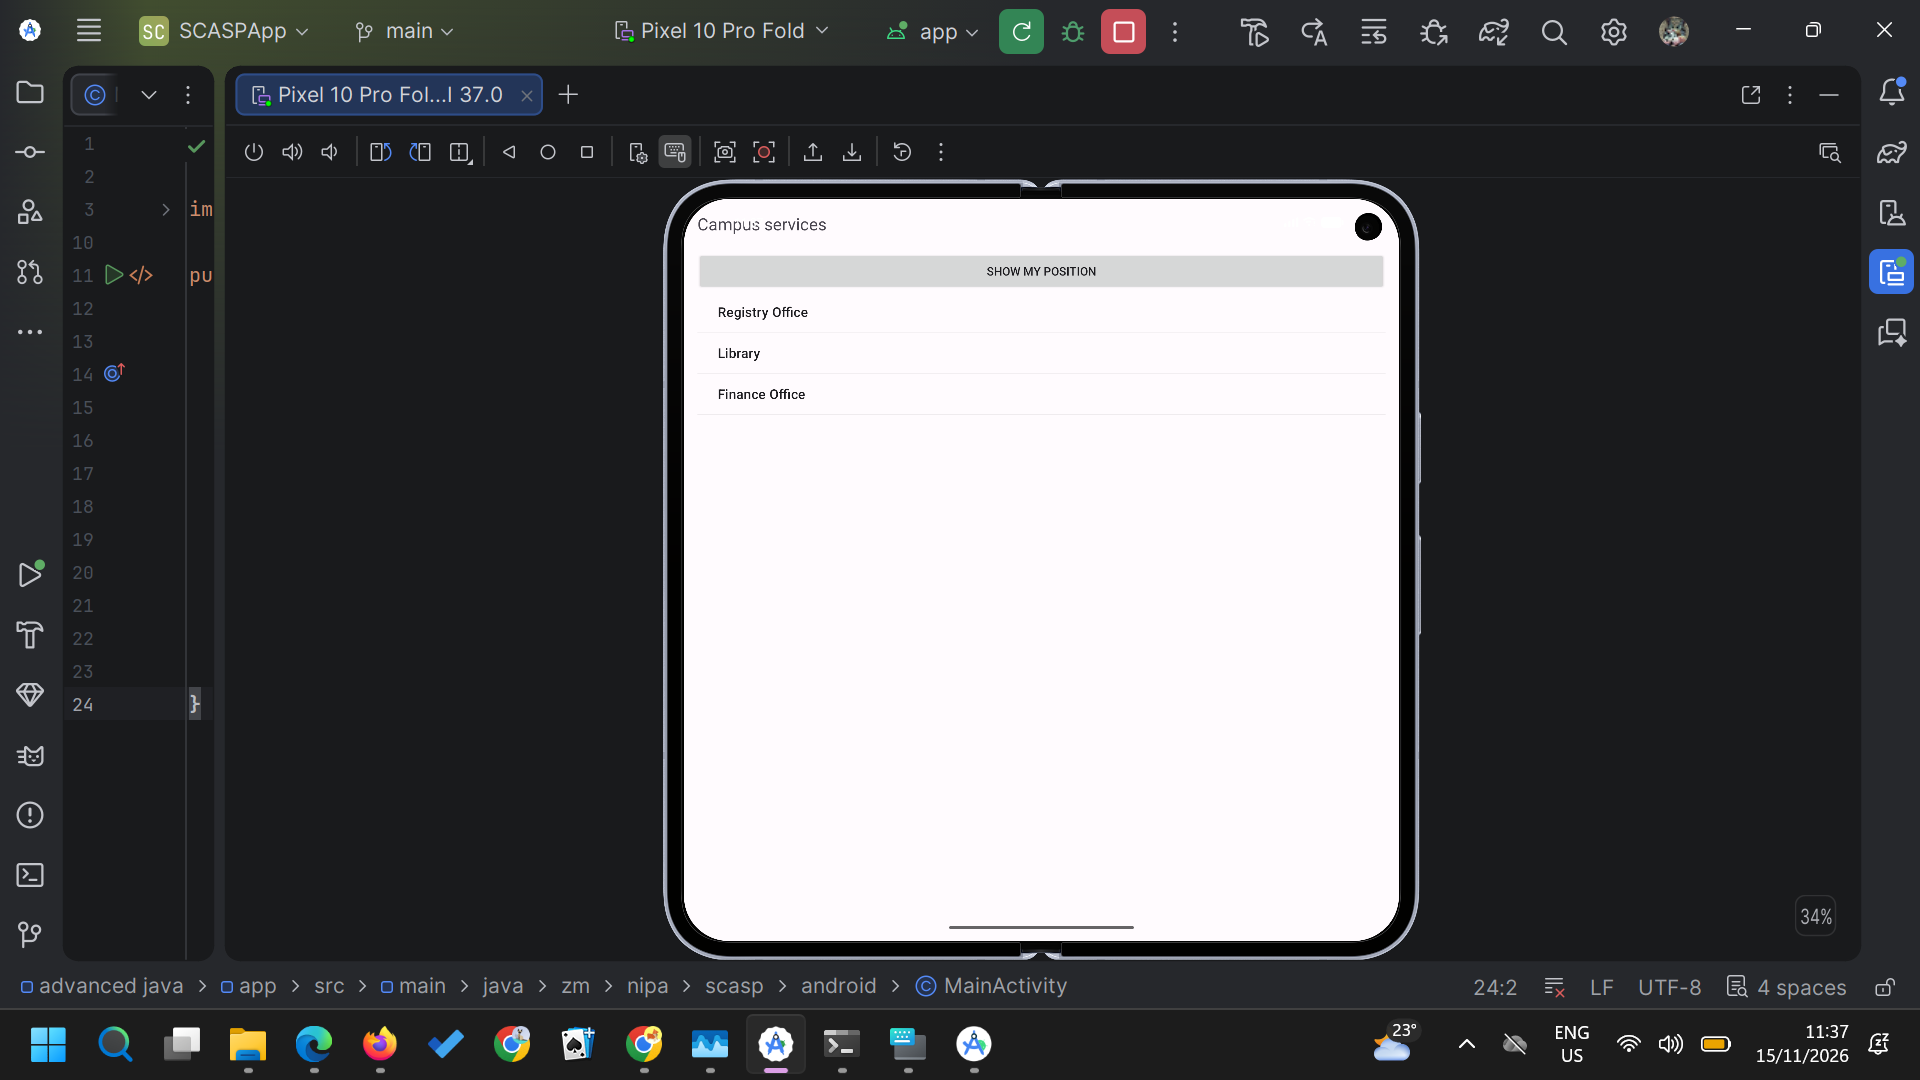 SC SCASPApp main Pixel 10 Pro Fold app
Pixel 10 Pro Fol...l 37.0
1
2
3 im
10
11 pu
12
13
14
15
16
17
18
19
20
21
22
23
24 }
Campus services
SHOW MY POSITION
Registry Office
Library
Finance Office
34%
advanced java > app > src > main > java > zm > nipa > scasp > android > MainActivity 24:2 LF UTF-8 4 spaces
23°
ENG
US
11:37
15/11/2026